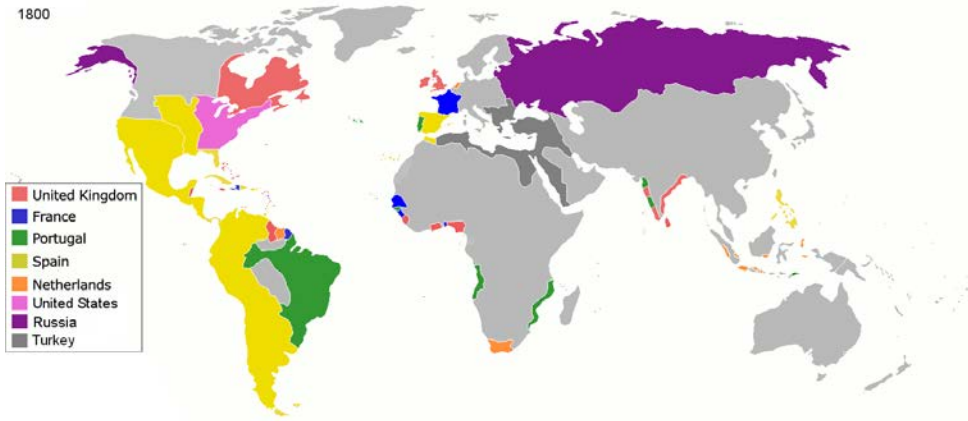 1800
United Kingdom
France
Portugal
Spain
Netherlands
United States
Russia
Turkey